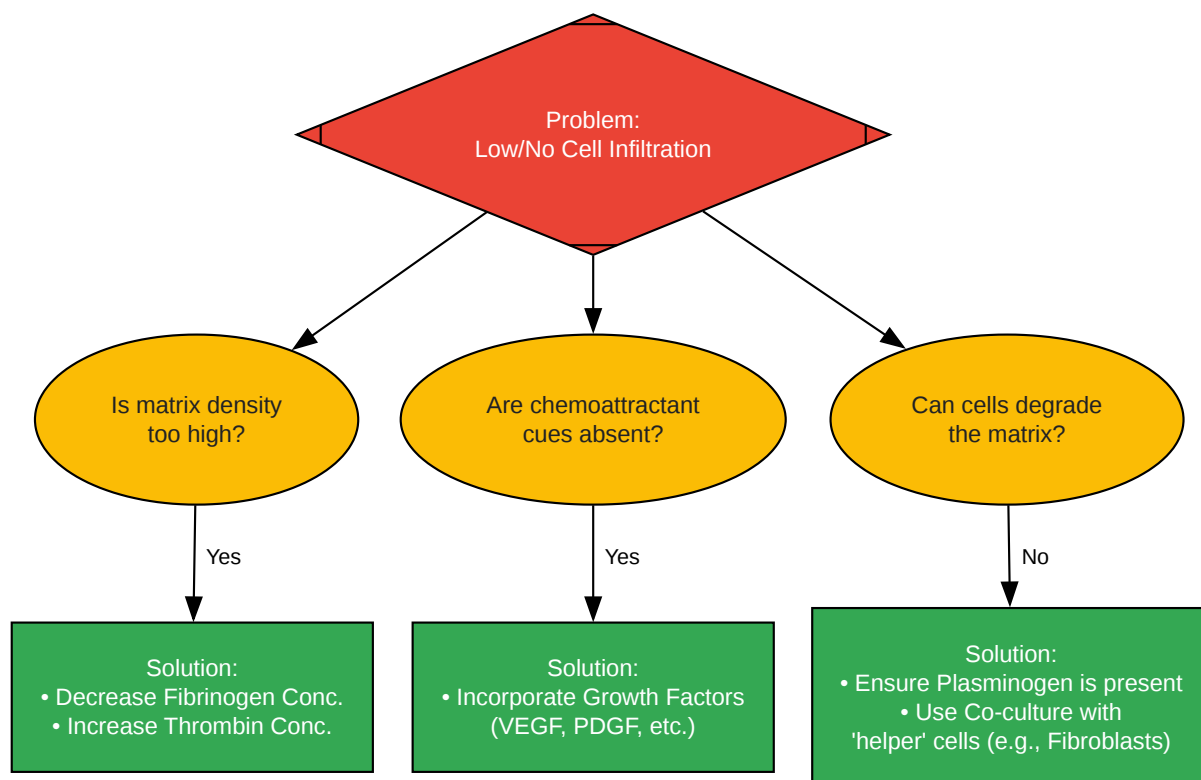 Problem:
Low/No Cell Infiltration
Is matrix density
too high?
Are chemoattractant
cues absent?
Can cells degrade
the matrix?
Yes
Yes
No
Solution:
• Decrease Fibrinogen Conc.
• Increase Thrombin Conc.
Solution:
• Incorporate Growth Factors
(VEGF, PDGF, etc.)
Solution:
• Ensure Plasminogen is present
• Use Co-culture with
'helper' cells (e.g., Fibroblasts)